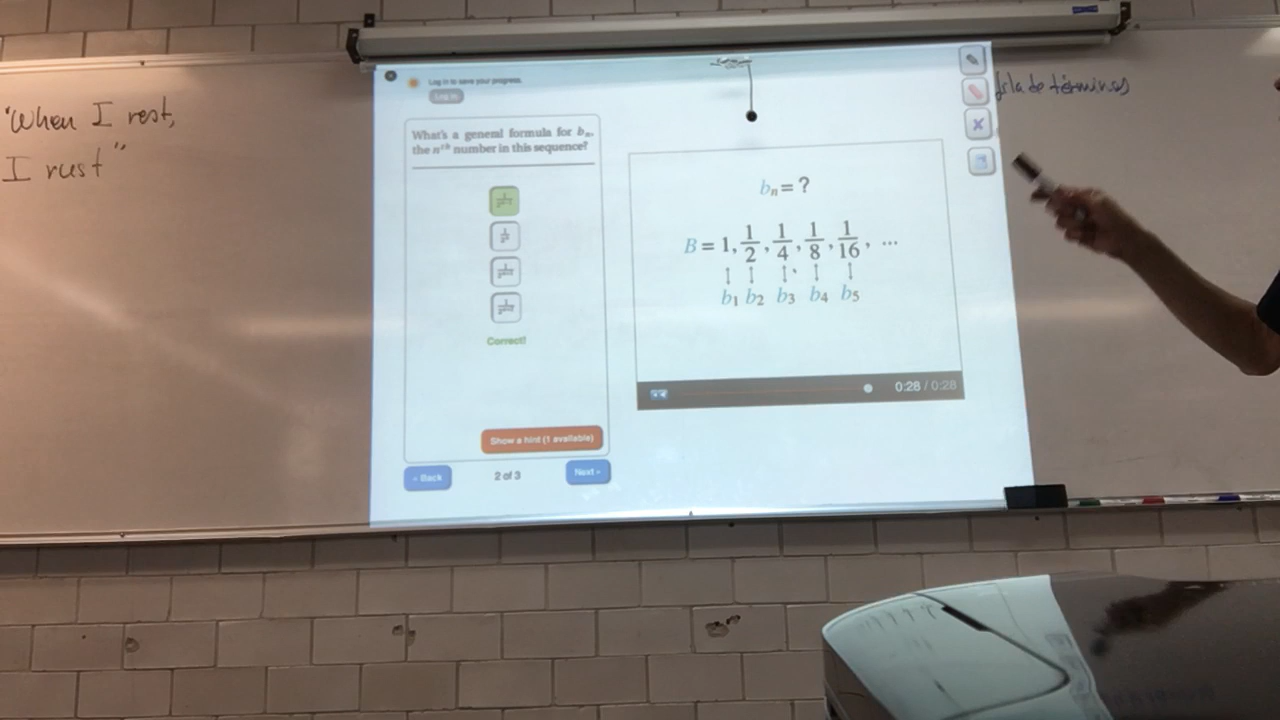 "When I rest,
I rust"
Log in to save your progress.
Log in
What's a general formula for bₙ,
the nᵗʰ number in this sequence?
Correct!
Show a hint (1 available)
Back
2 of 3
Next
bₙ = ?
B = 1, 1/2, 1/4, 1/8, 1/16, ...
b₁ b₂ b₃ b₄ b₅
0:28 / 0:28
de términos